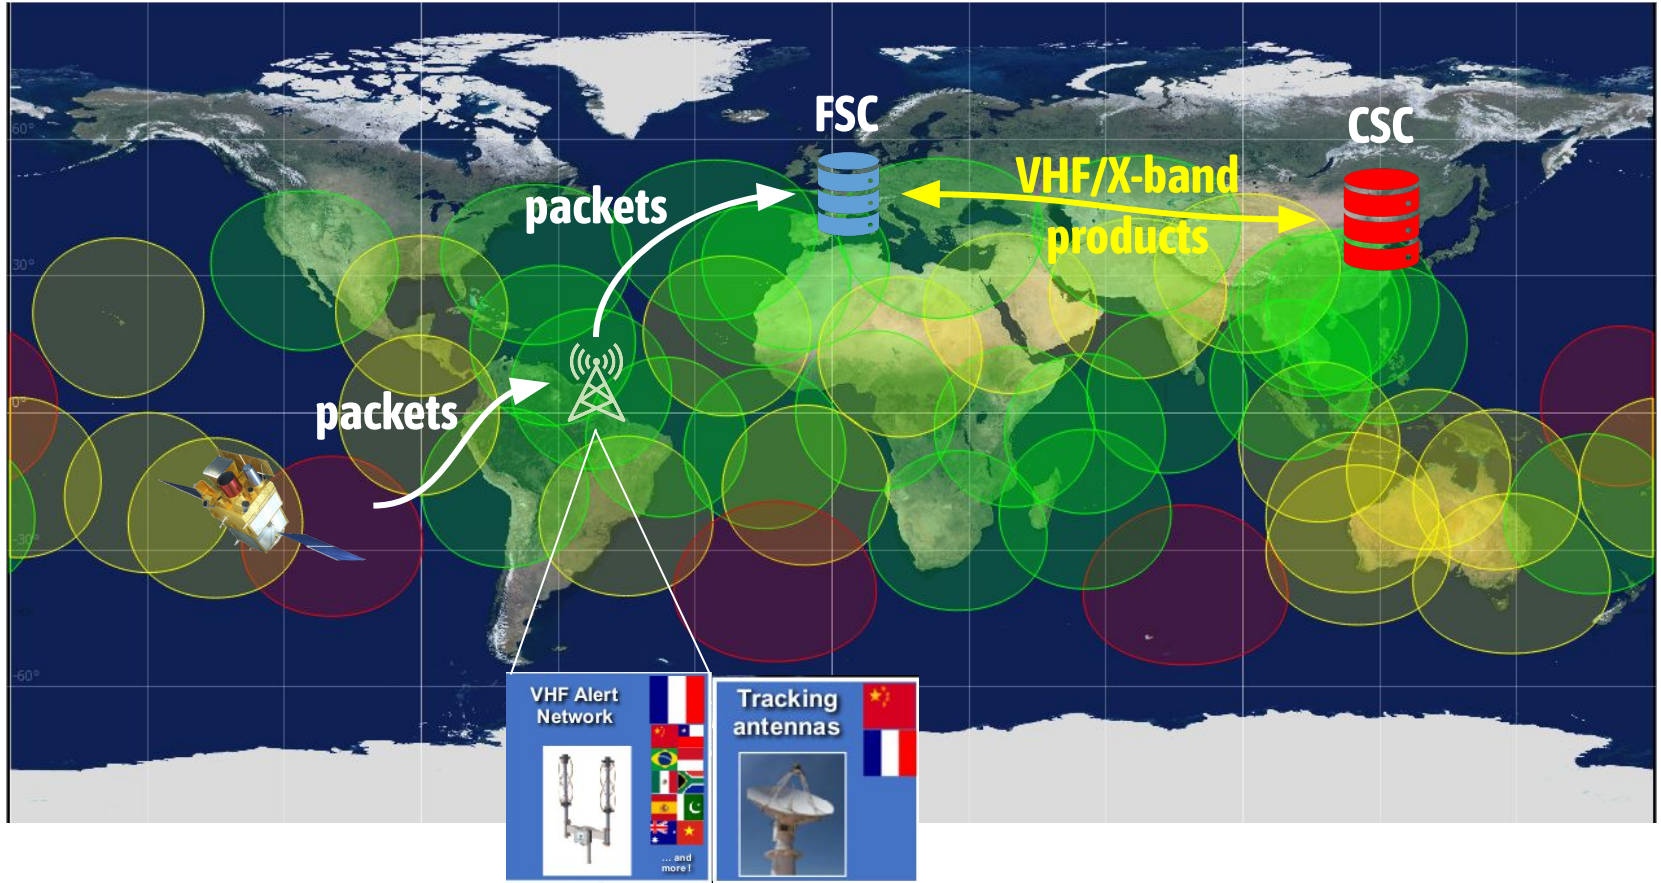 FSC
CSC
60°
VHF/X-band
products
packets
30°
packets
0°
-30°
-60°
VHF Alert
Network
... and
more !
Tracking
antennas